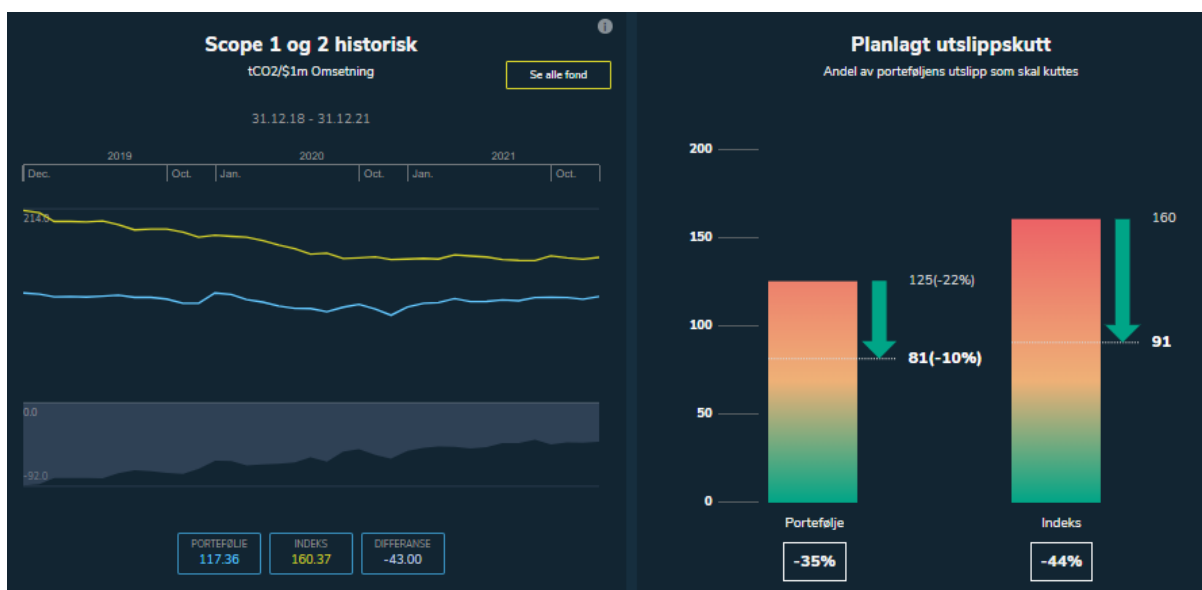 Scope 1 og 2 historisk
tCO2/$1m Omsetning
Se alle fond
31.12.18 - 31.12.21
2019 2020 2021
Dec. Oct. Jan. Oct. Jan. Oct.
214.0
0.0
-92.0
PORTEFØLJE INDEKS DIFFERANSE
117.36 160.37 -43.00
Planlagt utslippskutt
Andel av porteføljens utslipp som skal kuttes
200
160
150
125(-22%)
100
91
81(-10%)
50
0
Portefølje Indeks
-35% -44%